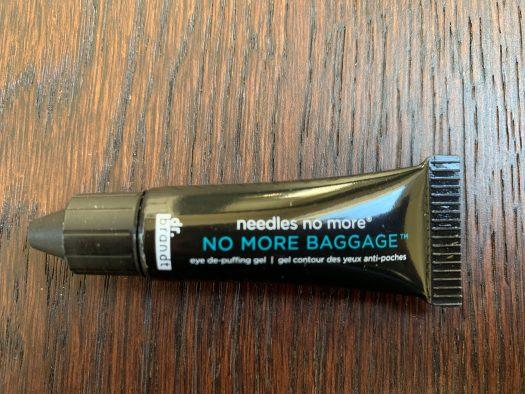 dr.
brandt
needles no more®
NO MORE BAGGAGE™
eye de-puffing gel | gel contour des yeux anti-poches